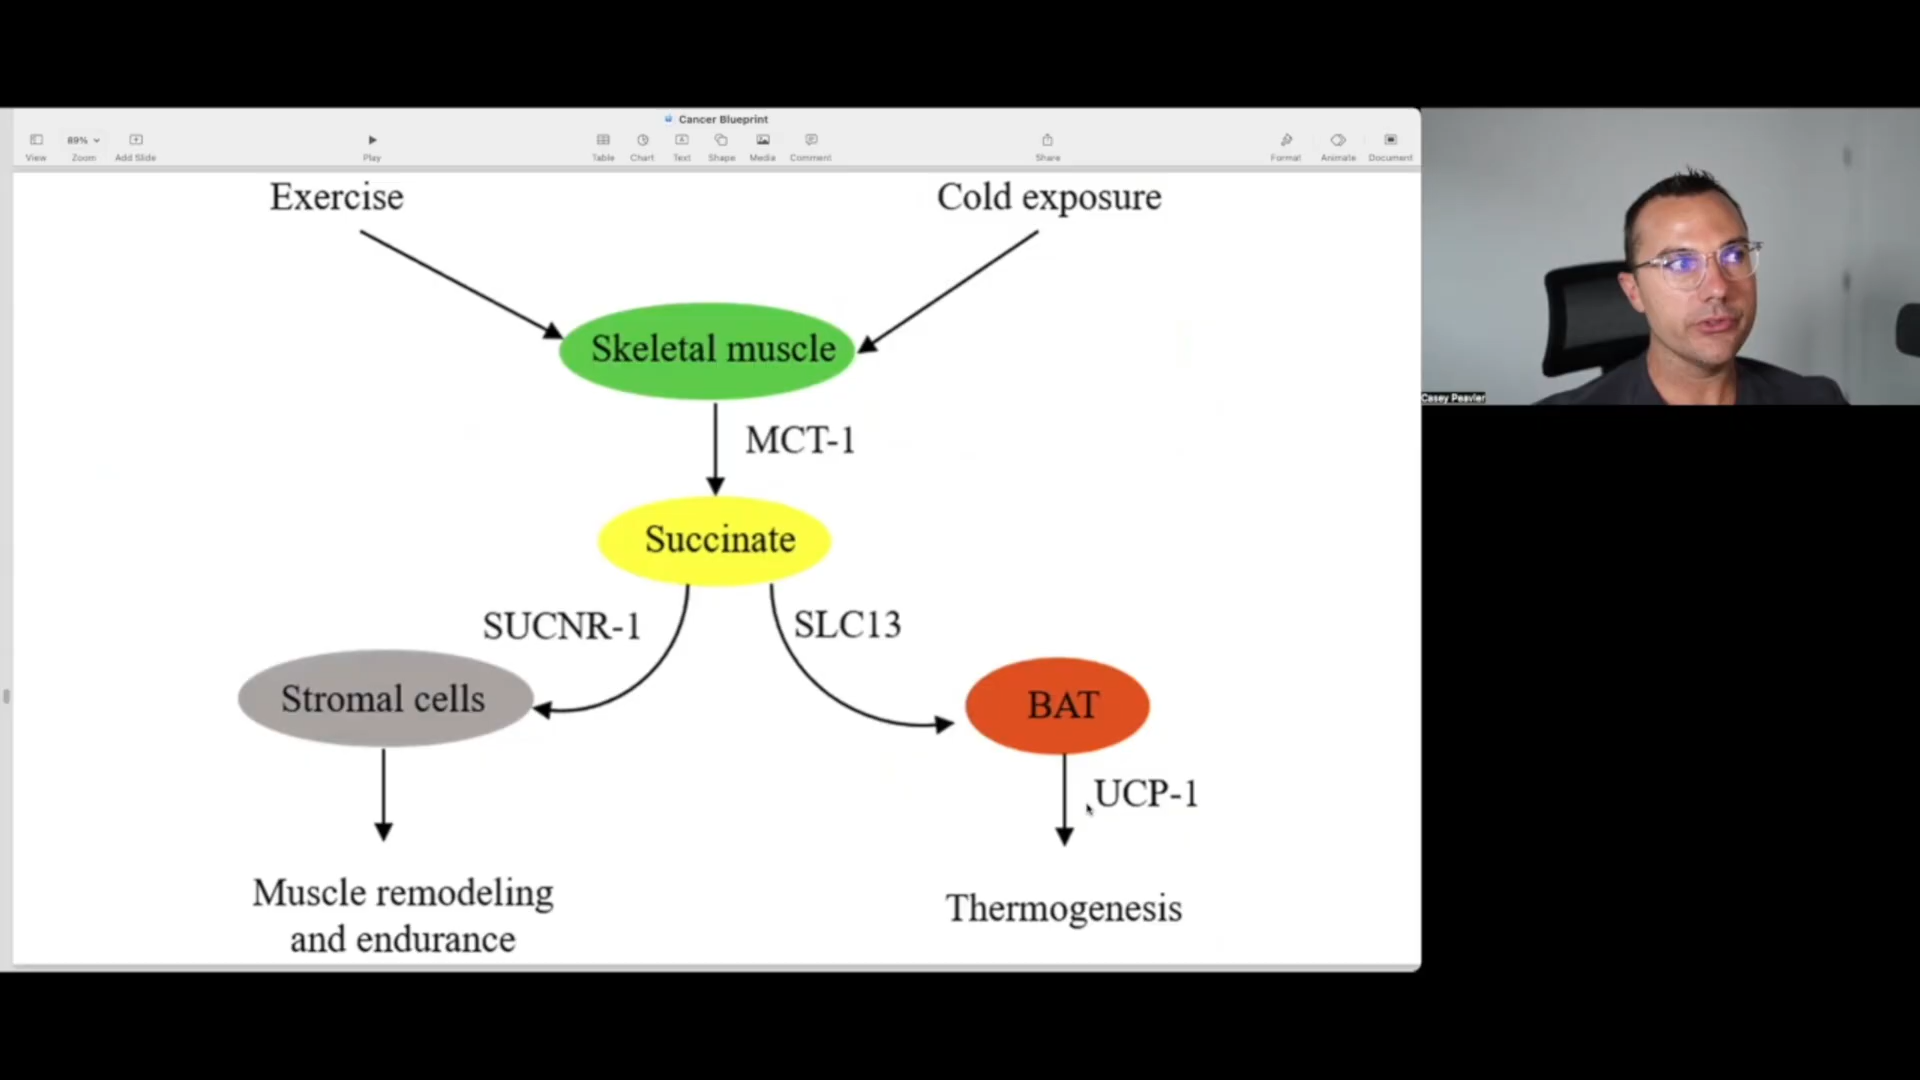 Cancer Blueprint
89%
View
Zoom
Add Slide
Play
Table
Chart
Text
Shape
Media
Comment
Share
Format
Animate
Document
Exercise
Cold exposure
Skeletal muscle
MCT-1
Succinate
SUCNR-1
SLC13
Stromal cells
BAT
UCP-1
Muscle remodeling
and endurance
Thermogenesis
Casey Peavler